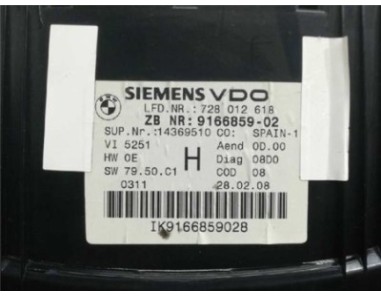 SIEMENS VDO
LFD.NR.: 728 012 618
ZB NR: 9166859-02
SUP.Nr.:14369510 CO: SPAIN-1
VI 5251 Aend 00.00
HW 0E H Diag 08D0
SW 79.50.C1 COD 08
0311 28.02.08
IK9166859028